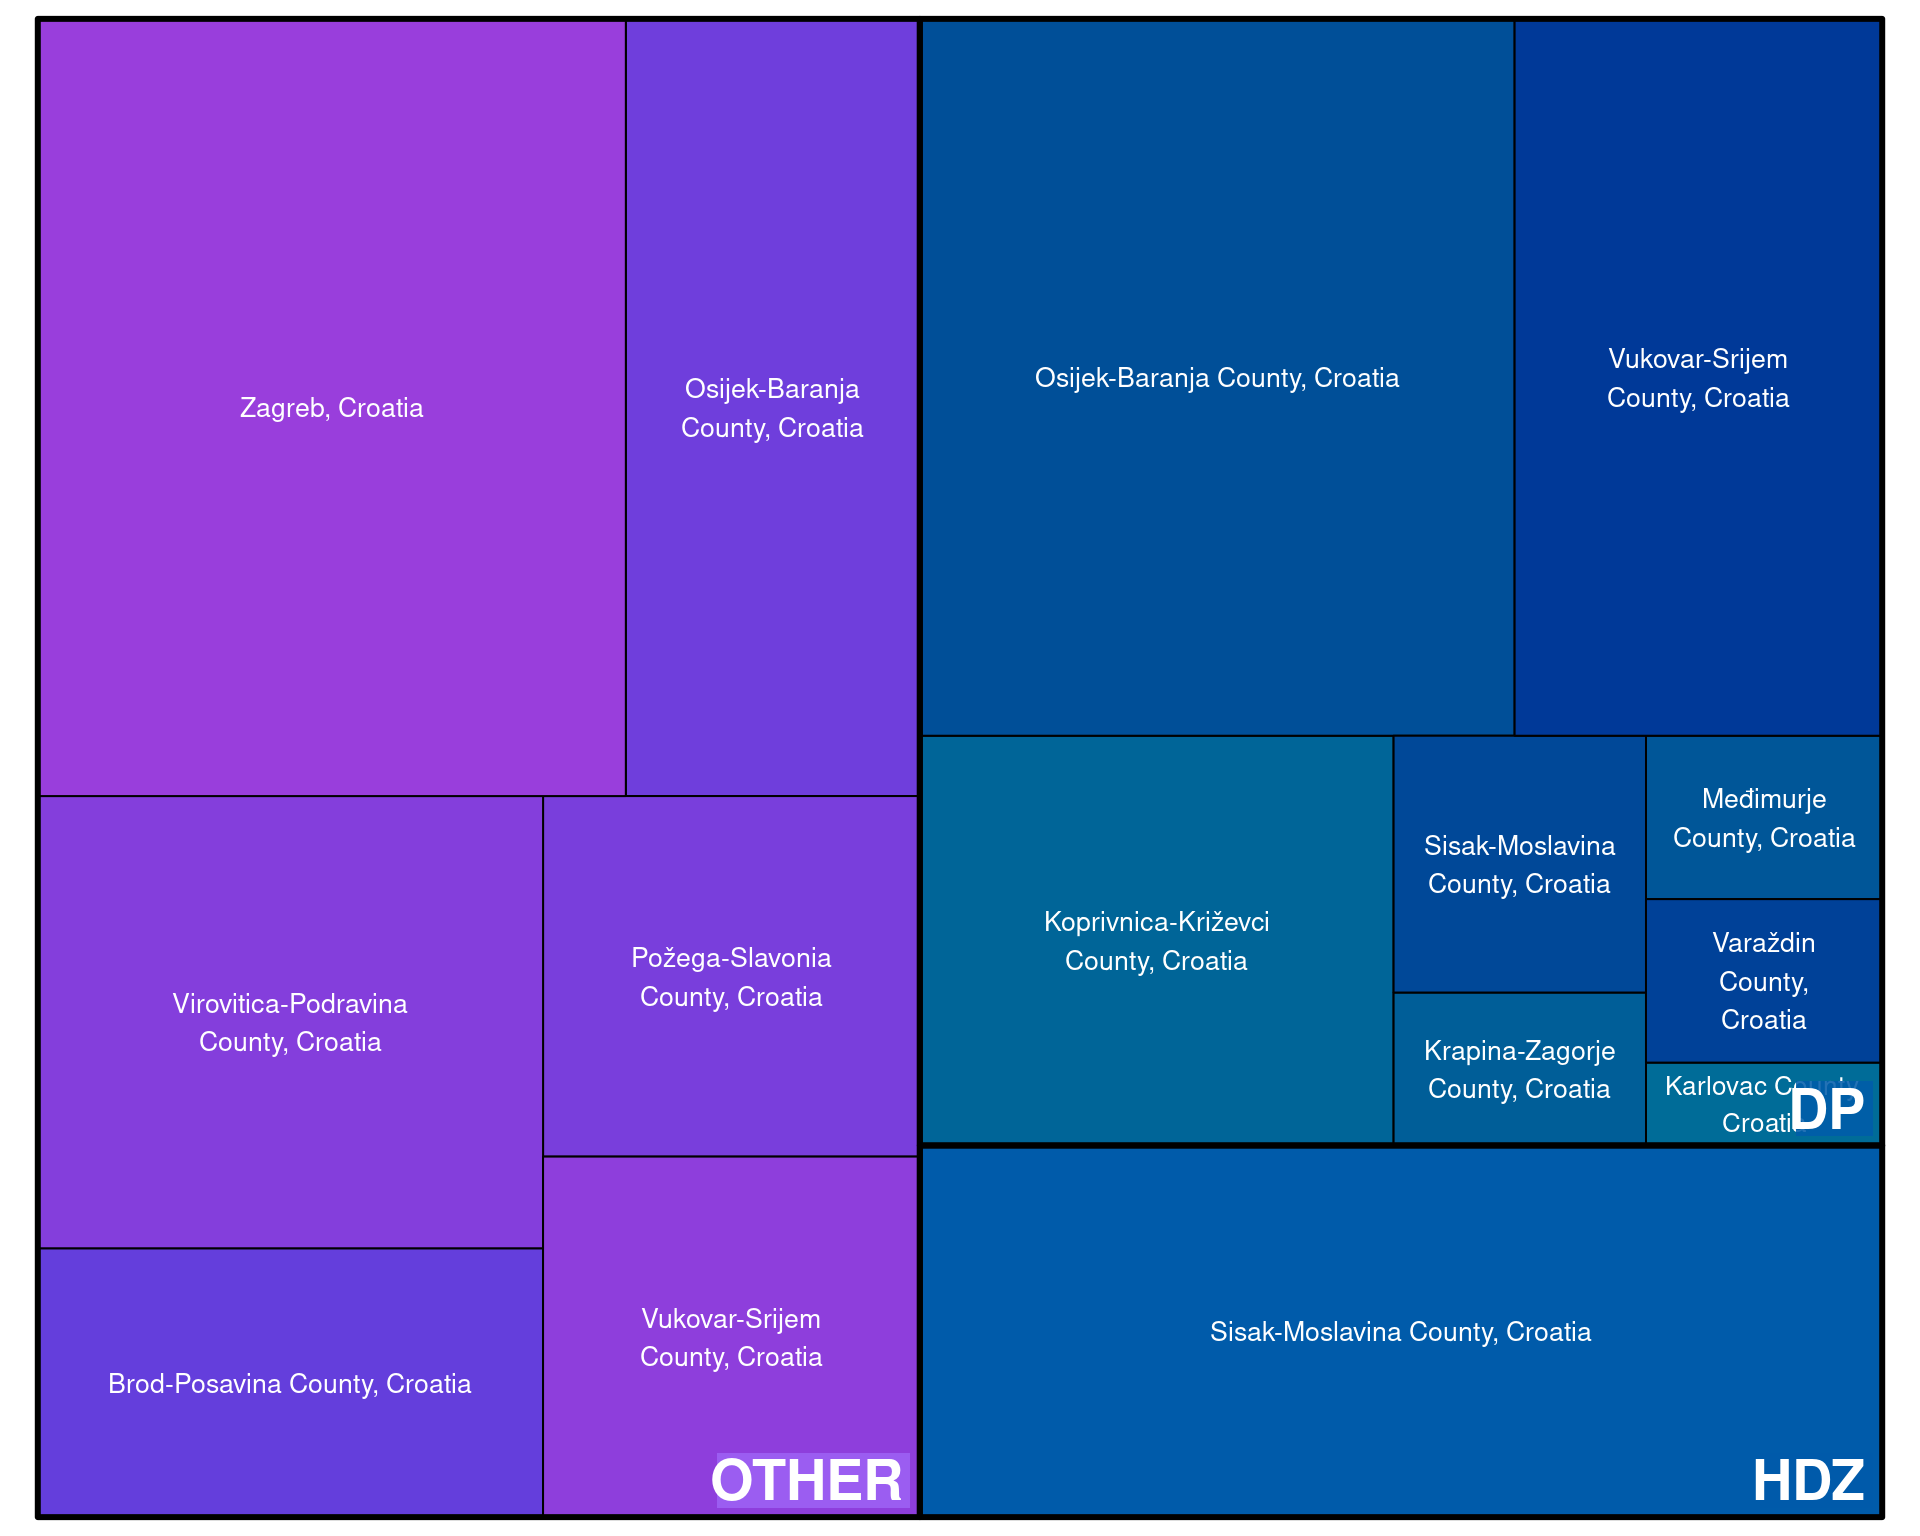 Zagreb, Croatia
Osijek-Baranja
County, Croatia
Virovitica-Podravina
County, Croatia
Požega-Slavonia
County, Croatia
Brod-Posavina County, Croatia
Vukovar-Srijem
County, Croatia
OTHER
Osijek-Baranja County, Croatia
Vukovar-Srijem
County, Croatia
Koprivnica-Križevci
County, Croatia
Sisak-Moslavina
County, Croatia
Krapina-Zagorje
County, Croatia
Međimurje
County, Croatia
Varaždin
County,
Croatia
Karlovac County,
Croatia
DP
Sisak-Moslavina County, Croatia
HDZ